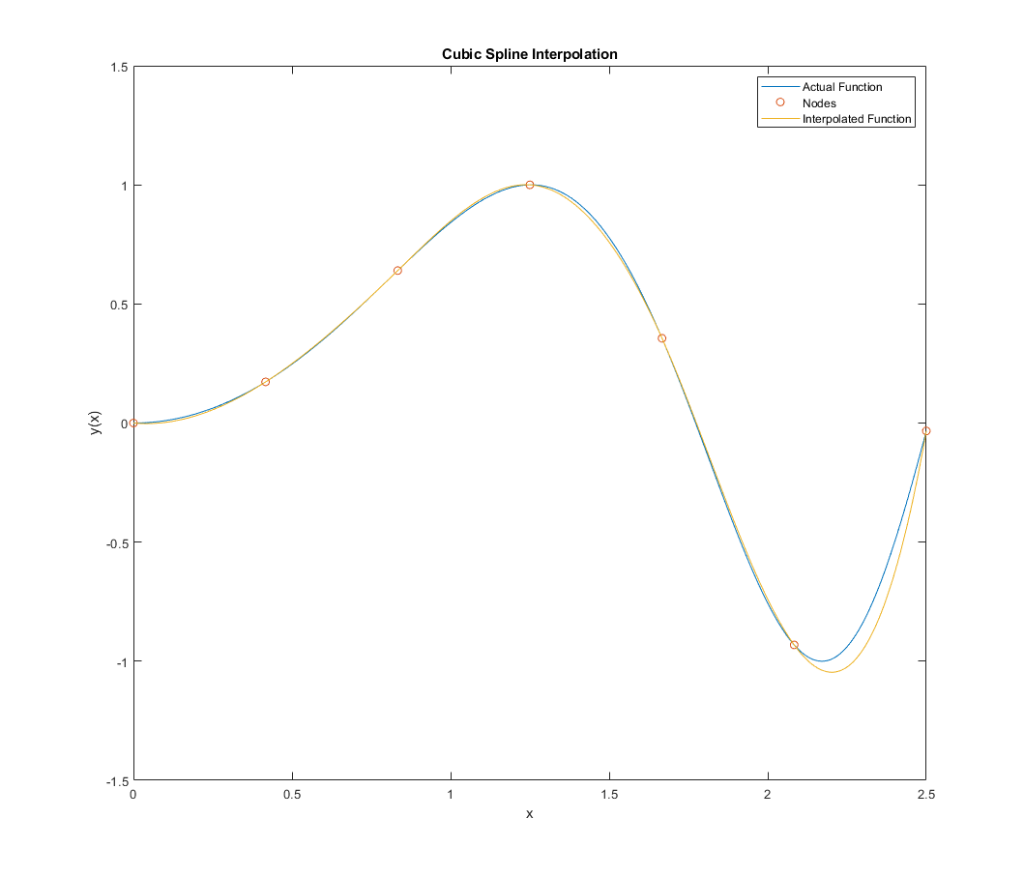 Cubic Spline Interpolation
Actual Function
Nodes
Interpolated Function
1.5
1
0.5
0
-0.5
-1
-1.5
y(x)
0
0.5
1
1.5
2
2.5
x